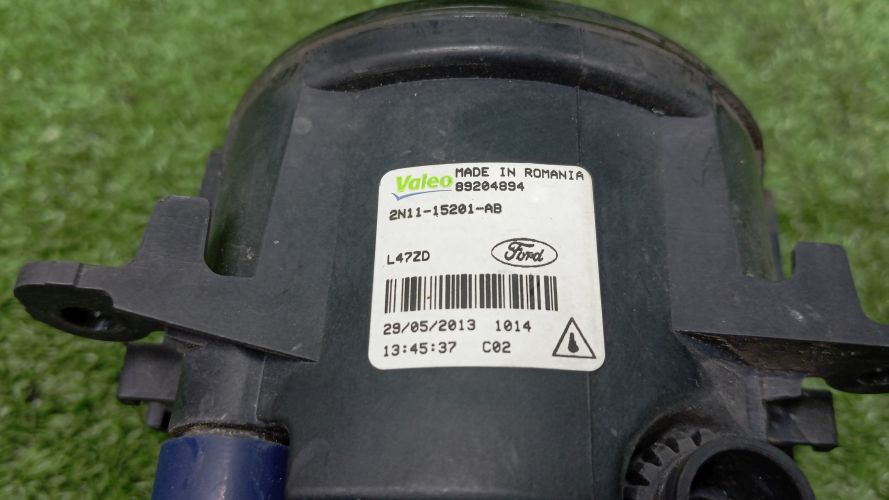 Valeo MADE IN ROMANIA
89204894
2N11-15201-AB
L47ZD Ford
29/05/2013 1014
13:45:37 C02